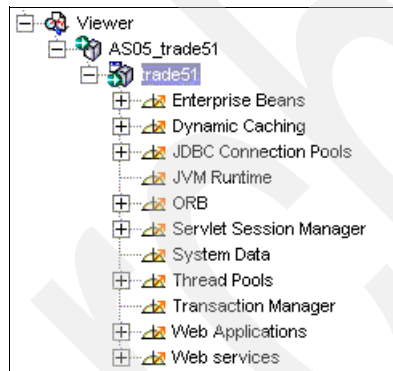 Viewer
AS05_trade51
trade51
Enterprise Beans
Dynamic Caching
JDBC Connection Pools
JVM Runtime
ORB
Servlet Session Manager
System Data
Thread Pools
Transaction Manager
Web Applications
Web services